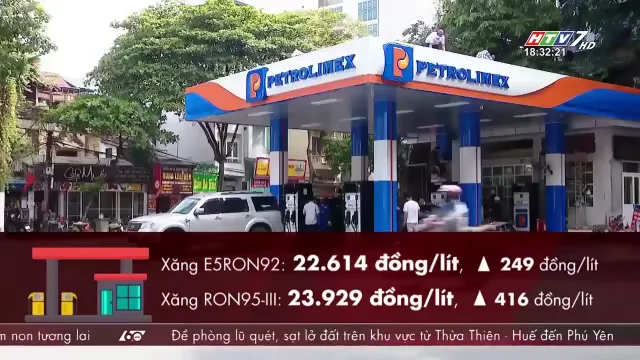 HTV7 HD
18:32:21
PETROLIMEX
PETROLIMEX
Xăng E5RON92: 22.614 đồng/lít, ▲ 249 đồng/lít
Xăng RON95-III: 23.929 đồng/lít, ▲ 416 đồng/lít
m non tương lai 60 Đề phòng lũ quét, sạt lở đất trên khu vực từ Thừa Thiên - Huế đến Phú Yên